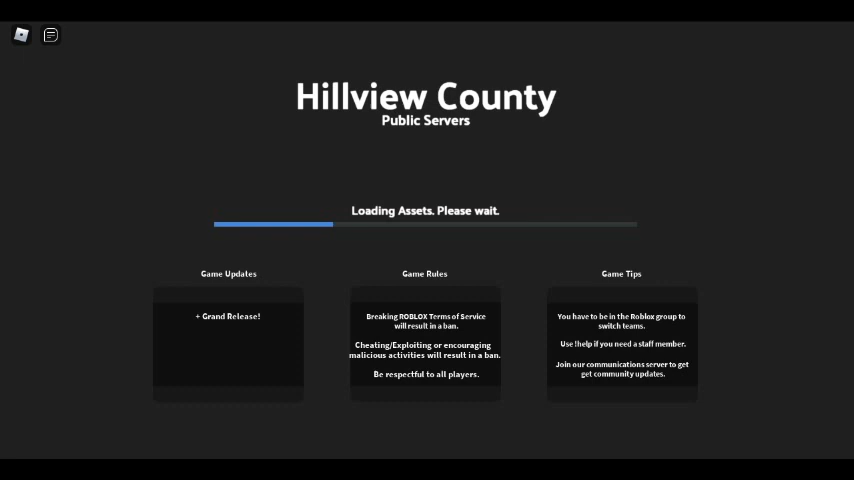 Hillview County
Public Servers
Loading Assets. Please wait.
Game Updates
+ Grand Release!
Game Rules
Breaking ROBLOX Terms of Service
will result in a ban.
Cheating/Exploiting or encouraging
malicious activities will result in a ban.
Be respectful to all players.
Game Tips
You have to be in the Roblox group to
switch teams.
Use !help if you need a staff member.
Join our communications server to get
get community updates.